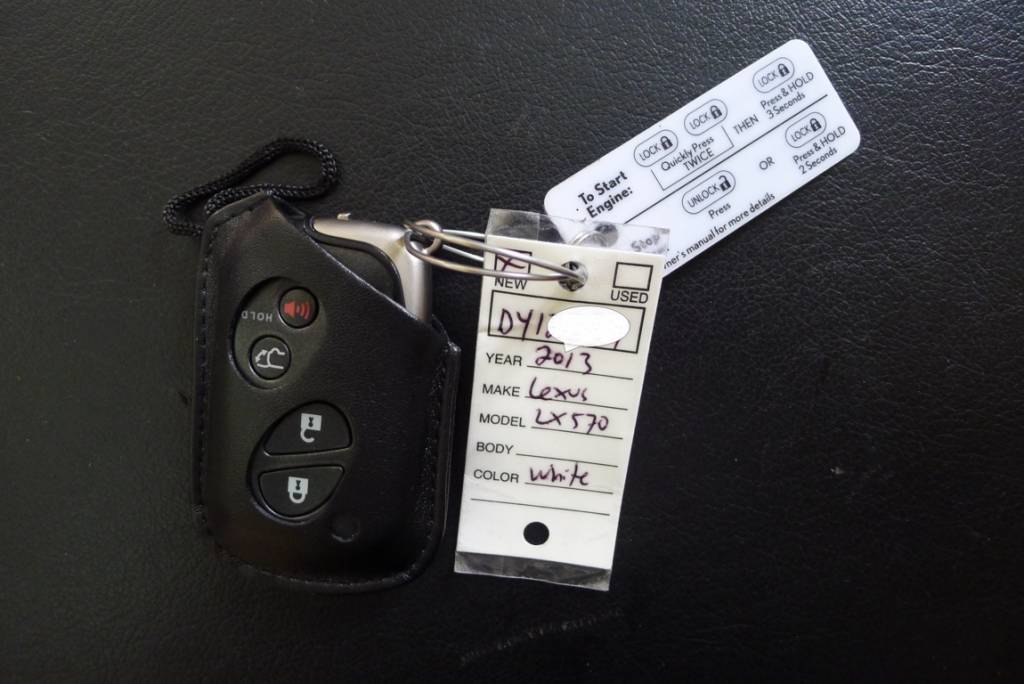 HOLD
LOCK LOCK THEN LOCK
Quickly Press TWICE
Press & HOLD 3 Seconds
To Start Engine:
UNLOCK OR LOCK
Press
Press & HOLD 2 Seconds
manual for more details
Stop
NEW USED
YEAR 2013
MAKE Lexus
MODEL LX570
BODY
COLOR White